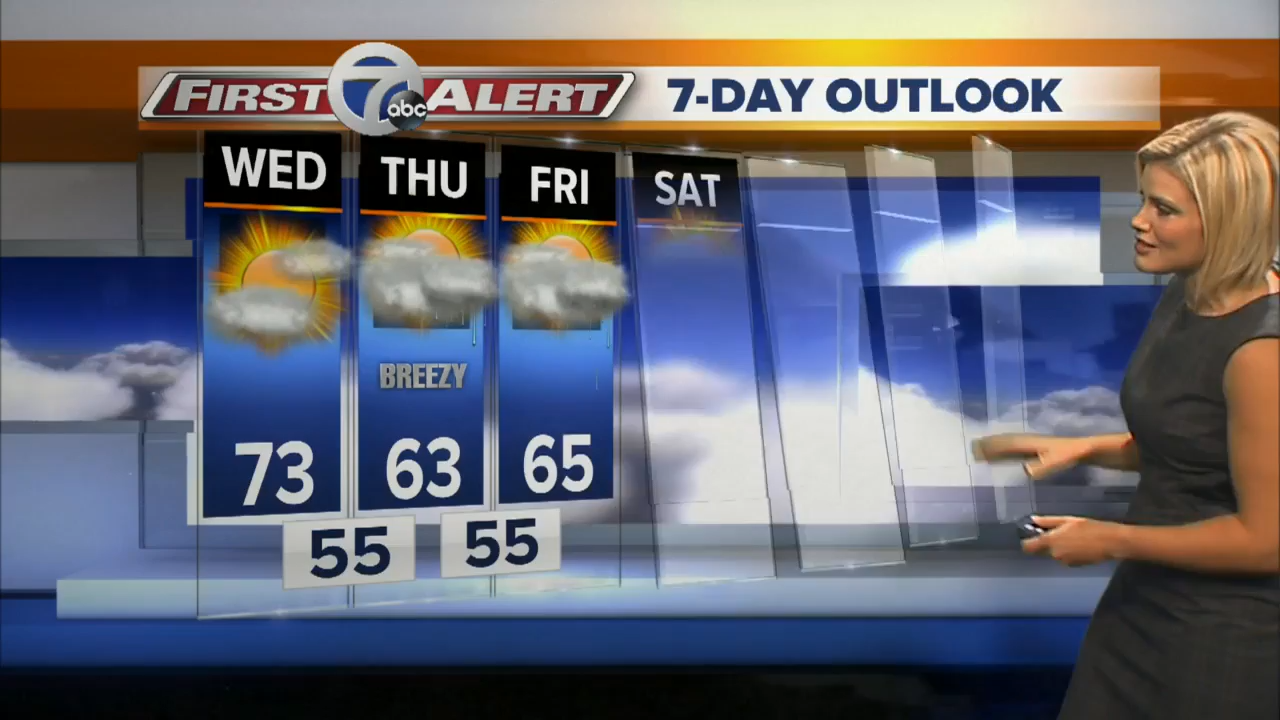 FIRST 7 abc ALERT 7-DAY OUTLOOK
WED THU FRI SAT
BREEZY
73 63 65
55 55